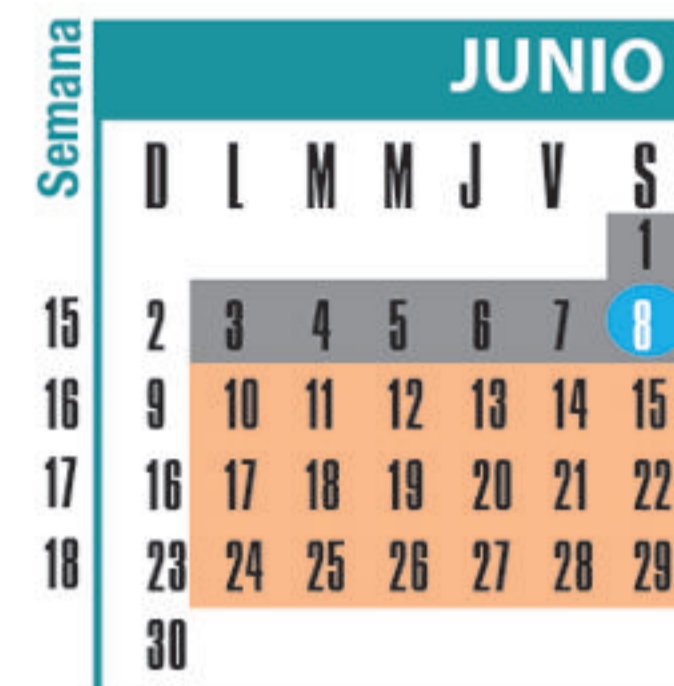 Semana
JUNIO
D L M M J V S
1
15 2 3 4 5 6 7 8
16 9 10 11 12 13 14 15
17 16 17 18 19 20 21 22
18 23 24 25 26 27 28 29
30